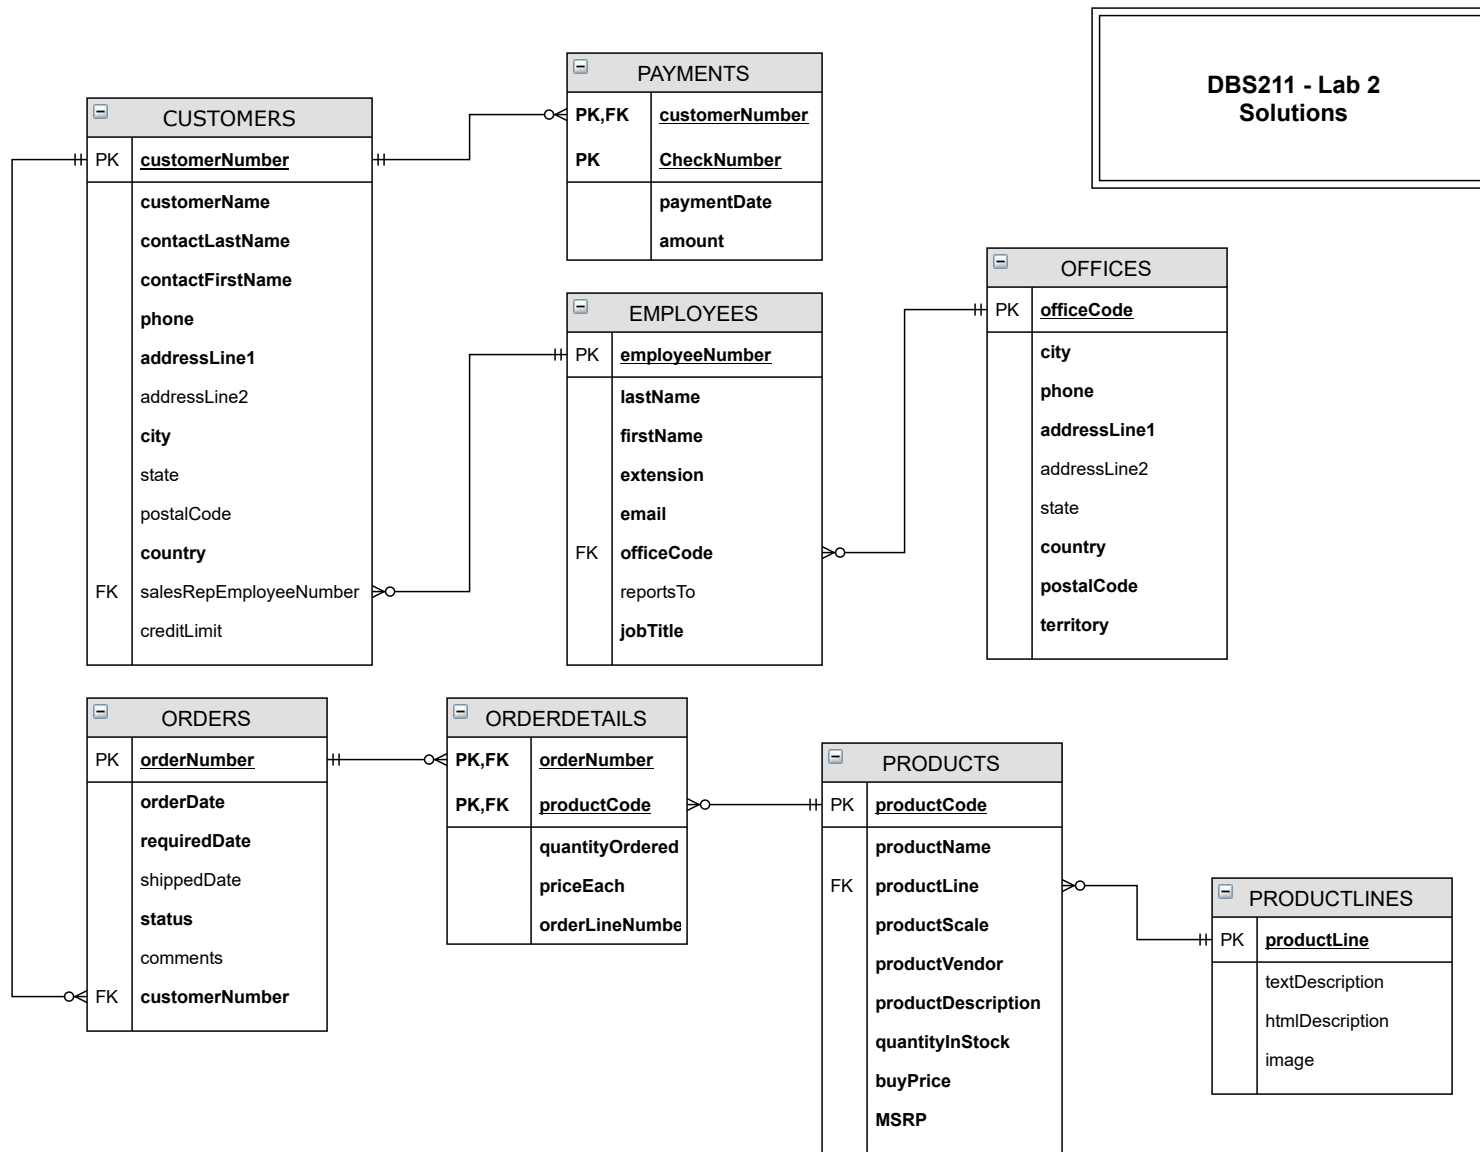 DBS211 - Lab 2
Solutions
CUSTOMERS
PK customerNumber
customerName
contactLastName
contactFirstName
phone
addressLine1
addressLine2
city
state
postalCode
country
FK salesRepEmployeeNumber
creditLimit
PAYMENTS
PK,FK customerNumber
PK CheckNumber
paymentDate
amount
EMPLOYEES
PK employeeNumber
lastName
firstName
extension
email
FK officeCode
reportsTo
jobTitle
OFFICES
PK officeCode
city
phone
addressLine1
addressLine2
state
country
postalCode
territory
ORDERS
PK orderNumber
orderDate
requiredDate
shippedDate
status
comments
FK customerNumber
ORDERDETAILS
PK,FK orderNumber
PK,FK productCode
quantityOrdered
priceEach
orderLineNumbe
PRODUCTS
PK productCode
productName
FK productLine
productScale
productVendor
productDescription
quantityInStock
buyPrice
MSRP
PRODUCTLINES
PK productLine
textDescription
htmlDescription
image